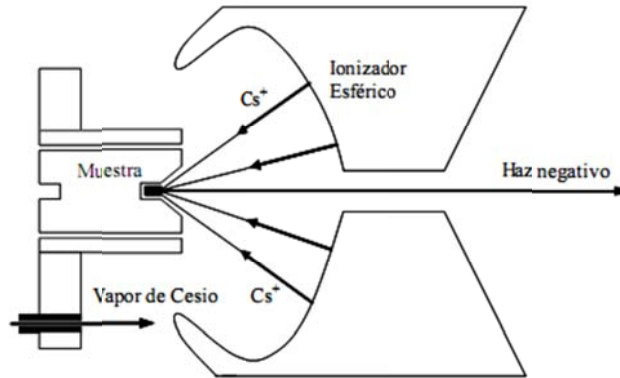 Ionizador
Esférico
Cs+
Muestra
Haz negativo
Vapor de Cesio
Cs+